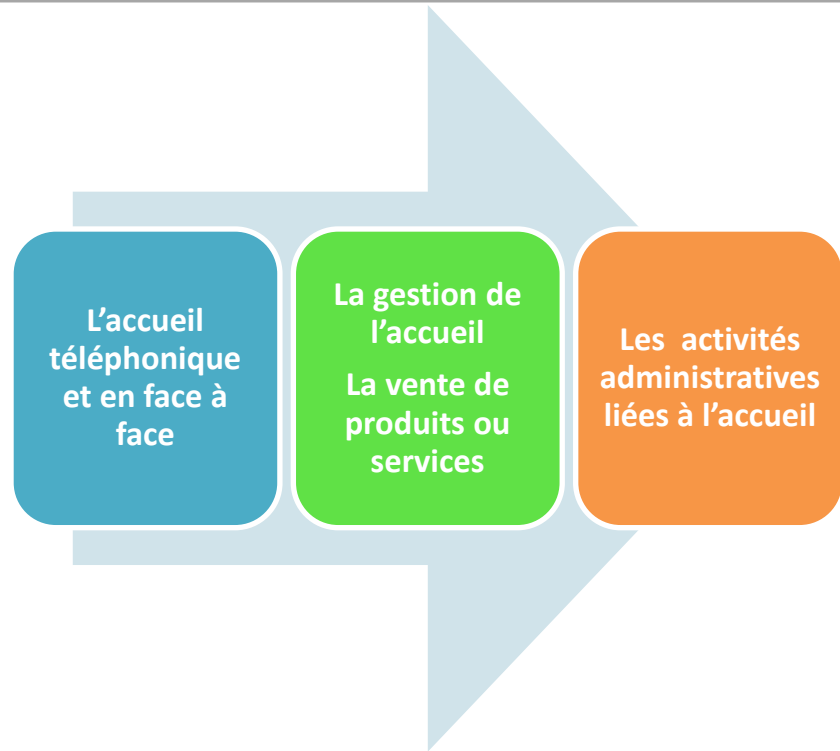 L’accueil
téléphonique
et en face à
face
La gestion de
l’accueil
La vente de
produits ou
services
Les activités
administratives
liées à l’accueil